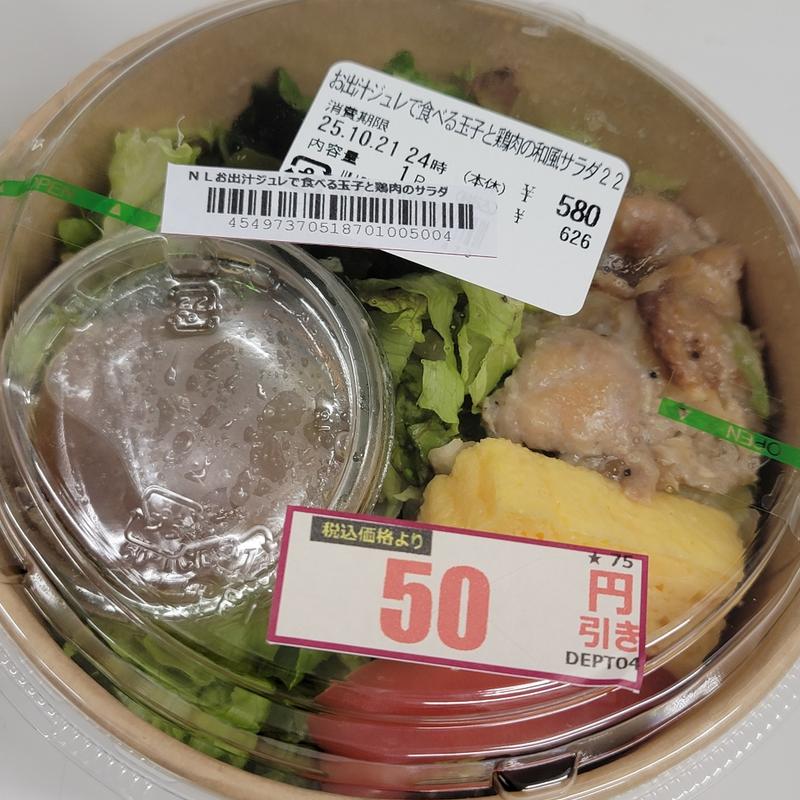 お出汁ジュレで食べる玉子と鶏肉の和風サラダ22
消費期限
25.10.21 24時
内容量 1P
(本体) ¥ 580
¥ 626
NLお出汁ジュレで食べる玉子と鶏肉のサラダ
45497370518701005004
OPEN
OPEN
税込価格より
★75
50
円
引き
DEPT04